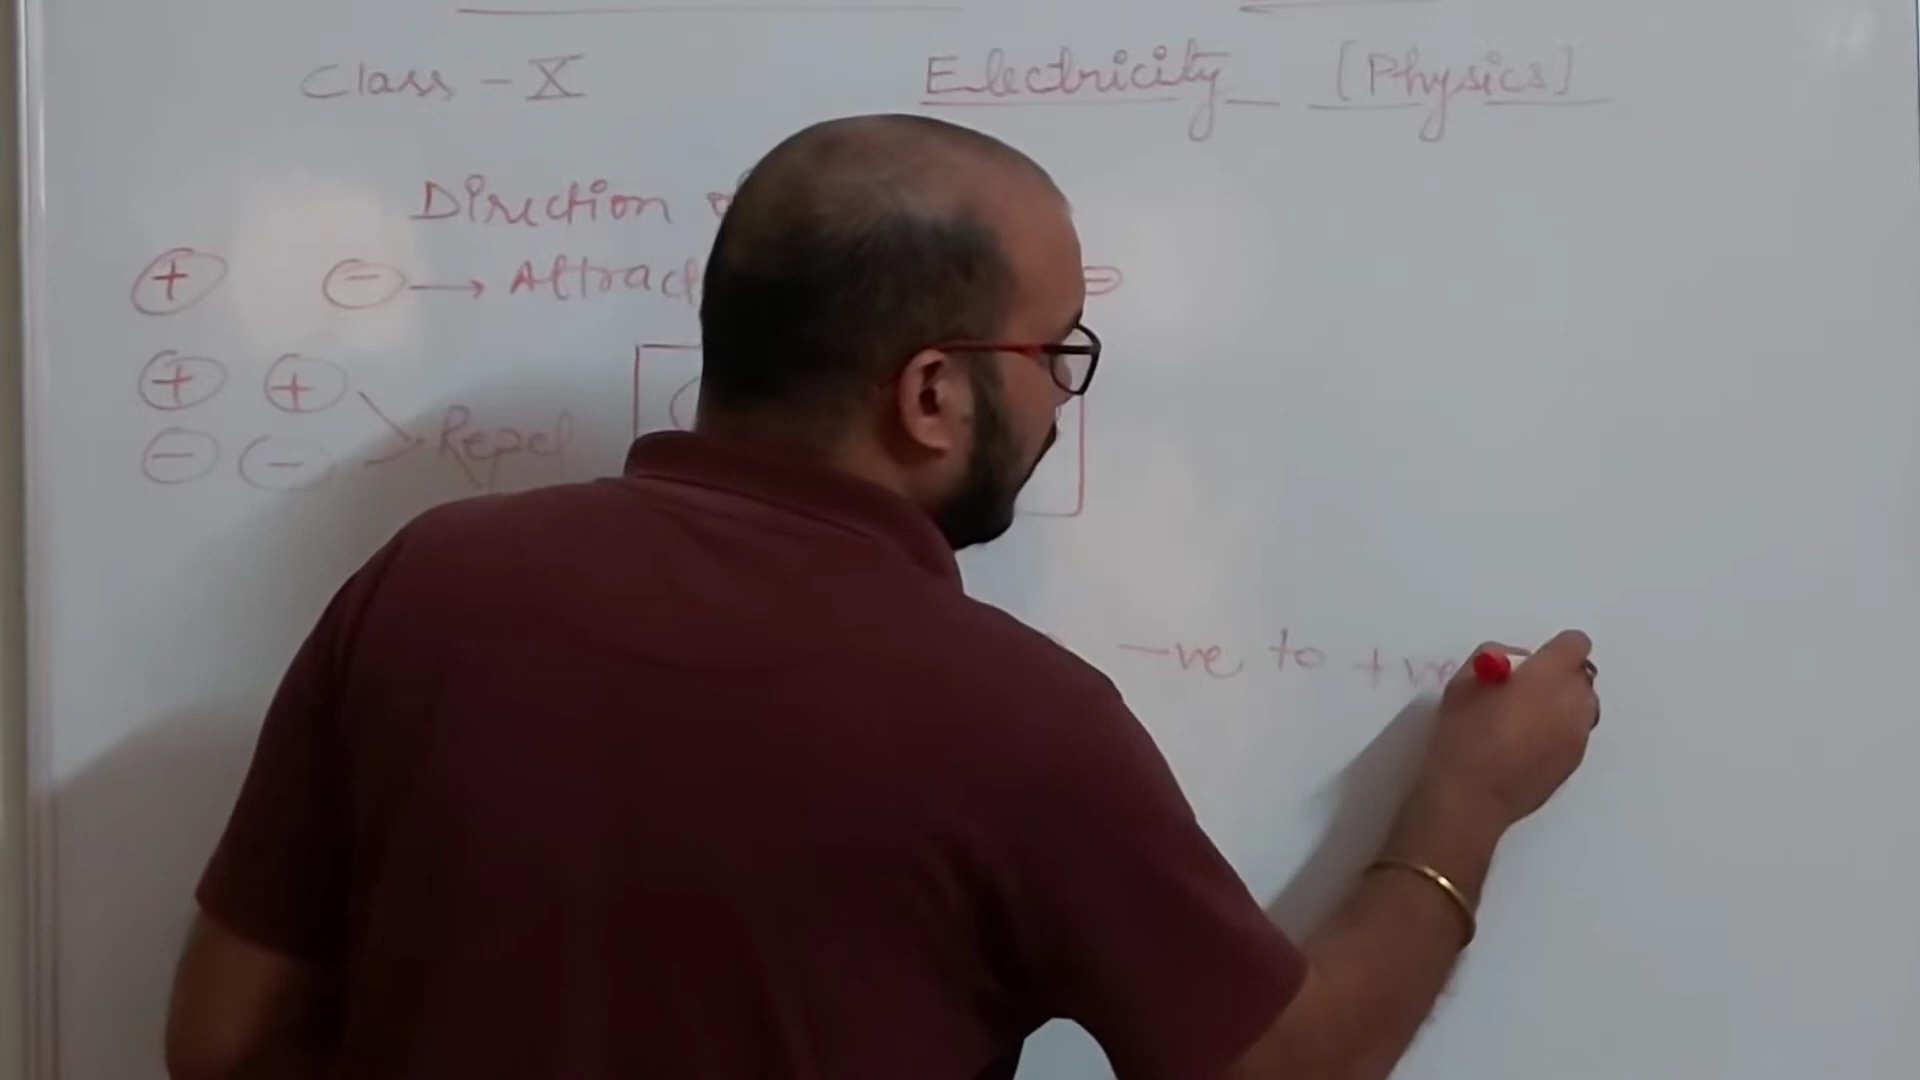 Class - X Electricity [Physics]
Direction
+ - → Attract
+ +
- - Repel
-ve to +ve